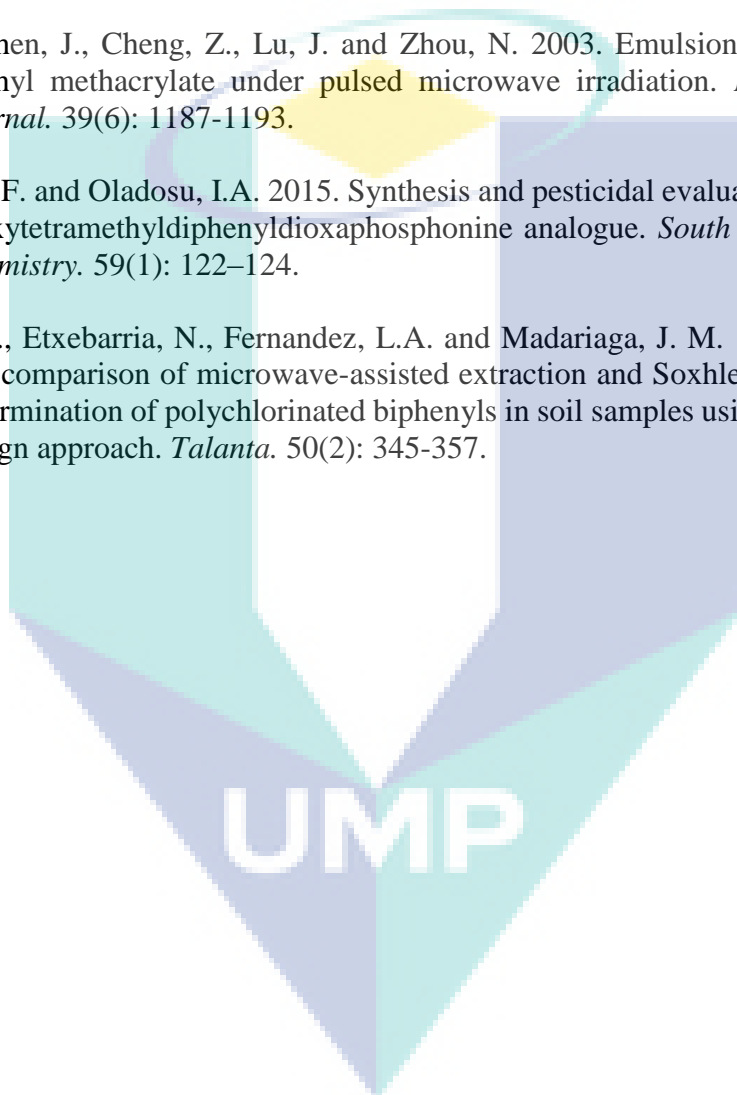 hen, J., Cheng, Z., Lu, J. and Zhou, N. 2003. Emulsion
nyl methacrylate under pulsed microwave irradiation.
rnal. 39(6): 1187-1193.
F. and Oladosu, I.A. 2015. Synthesis and pesticidal evalua
xytetramethyldiphenyldioxaphosphonine analogue. South
mistry. 59(1): 122–124.
., Etxebarria, N., Fernandez, L.A. and Madariaga, J. M.
comparison of microwave-assisted extraction and Soxhle
rmination of polychlorinated biphenyls in soil samples usi
gn approach. Talanta. 50(2): 345-357.
UMP